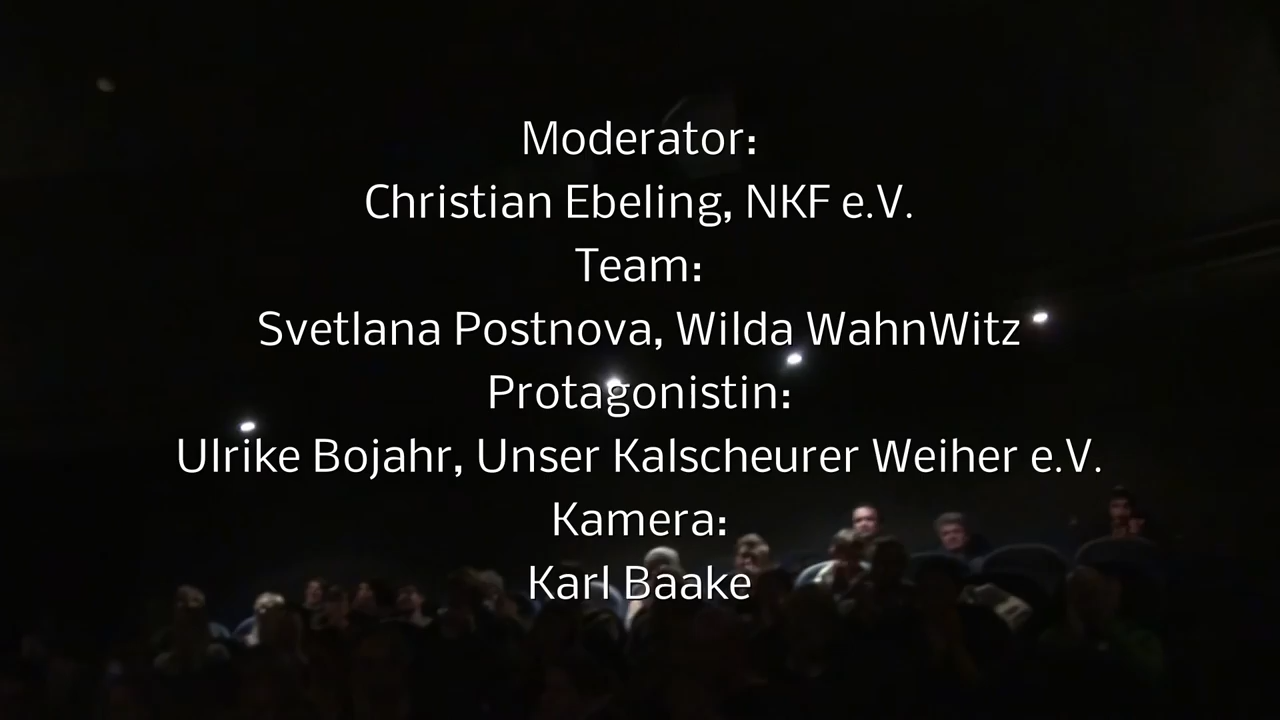 Moderator:
Christian Ebeling, NKF e.V.
Team:
Svetlana Postnova, Wilda WahnWitz
Protagonistin:
Ulrike Bojahr, Unser Kalscheurer Weiher e.V.
Kamera:
Karl Baake